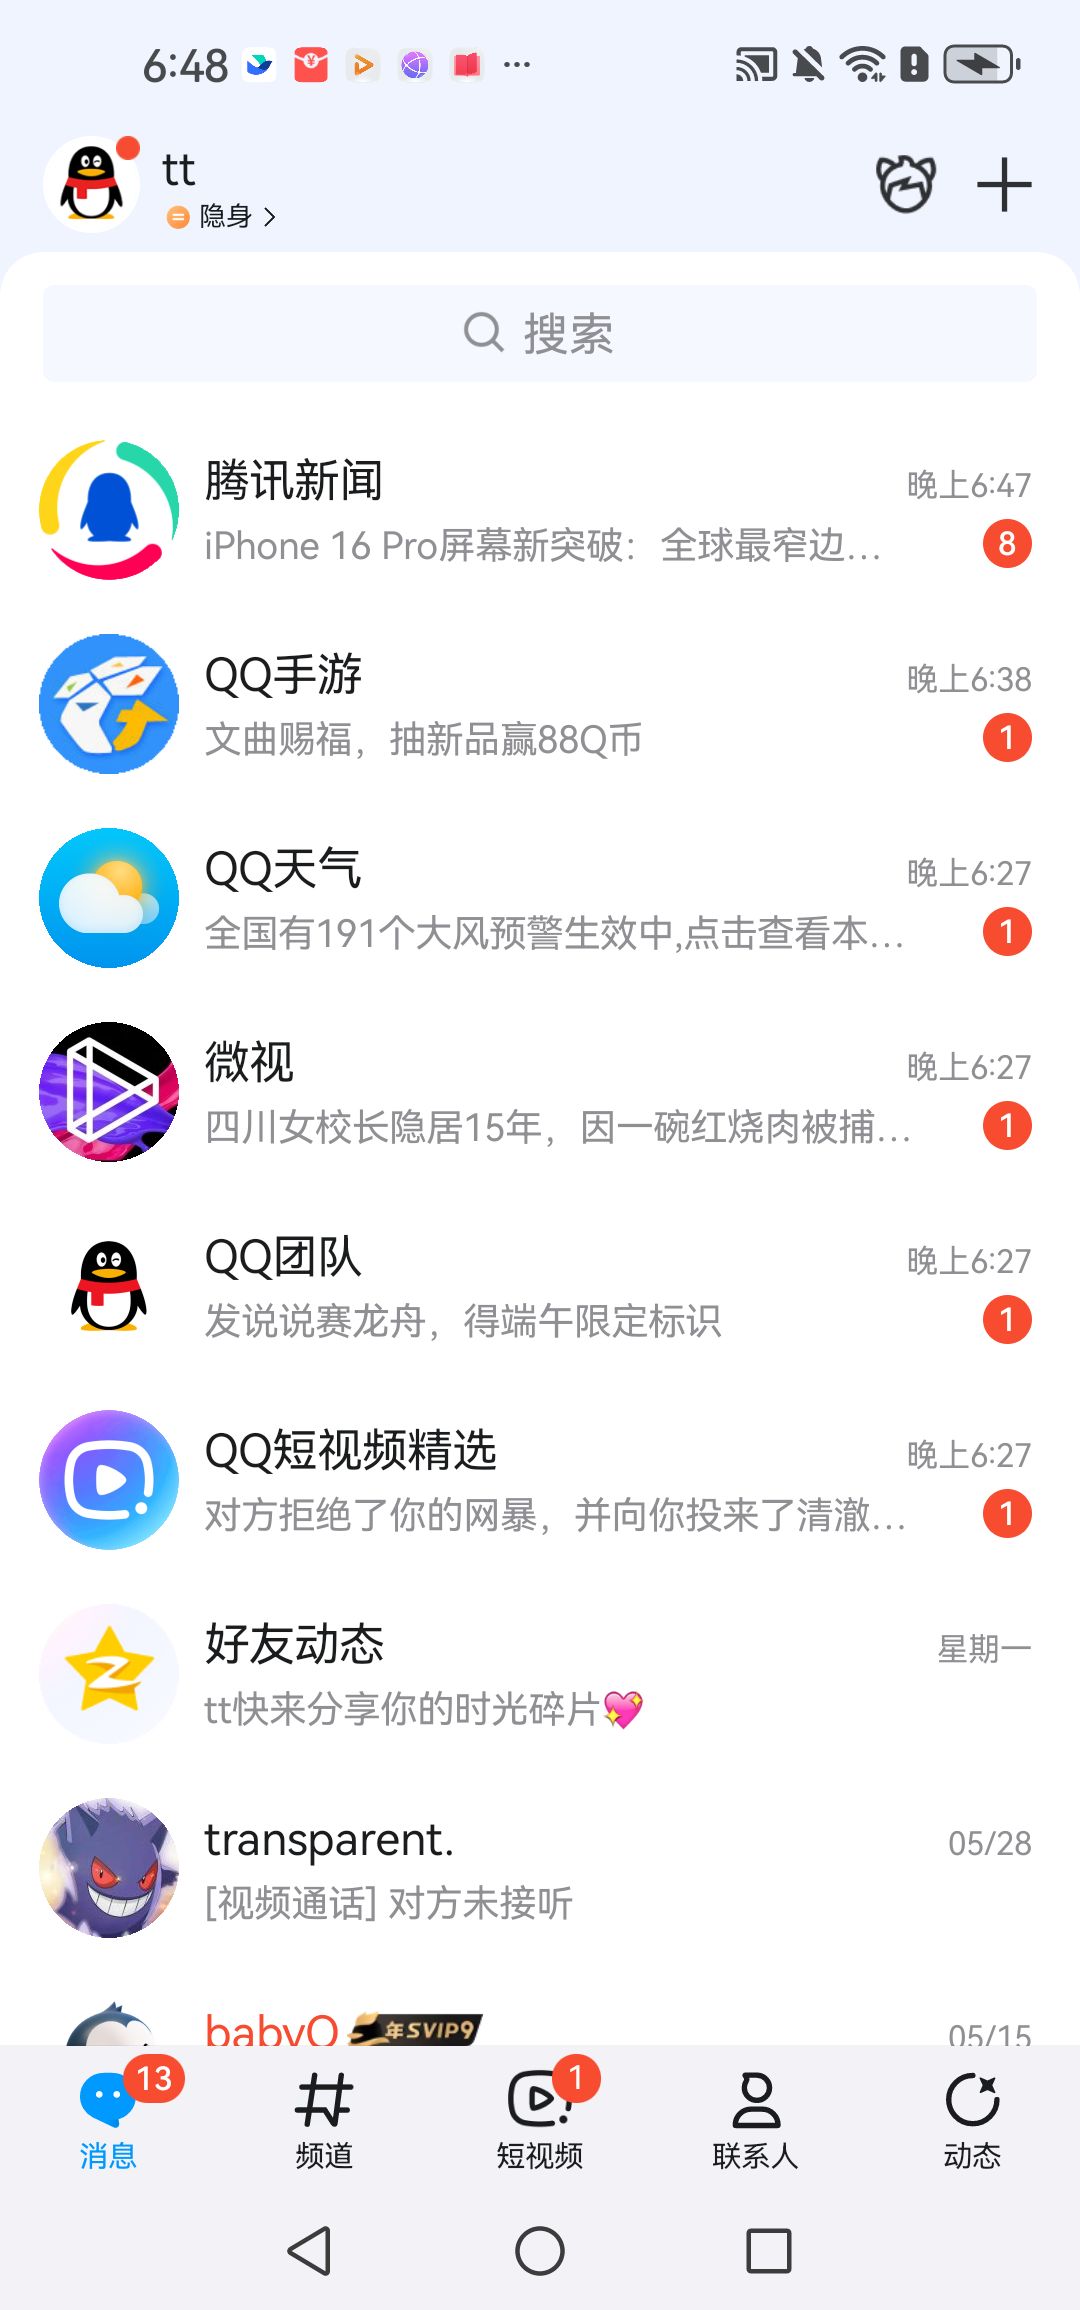 6:48
tt
隐身
搜索
腾讯新闻
晚上6:47
iPhone 16 Pro屏幕新突破：全球最窄边...
8
QQ手游
晚上6:38
文曲赐福，抽新品赢88Q币
1
QQ天气
晚上6:27
全国有191个大风预警生效中,点击查看本...
1
微视
晚上6:27
四川女校长隐居15年，因一碗红烧肉被捕...
1
QQ团队
晚上6:27
发说说赛龙舟，得端午限定标识
1
QQ短视频精选
晚上6:27
对方拒绝了你的网暴，并向你投来了清澈...
1
好友动态
星期一
tt快来分享你的时光碎片💖
transparent.
05/28
[视频通话] 对方未接听
babyQ
年SVIP9
05/15
13
1
消息
频道
短视频
联系人
动态